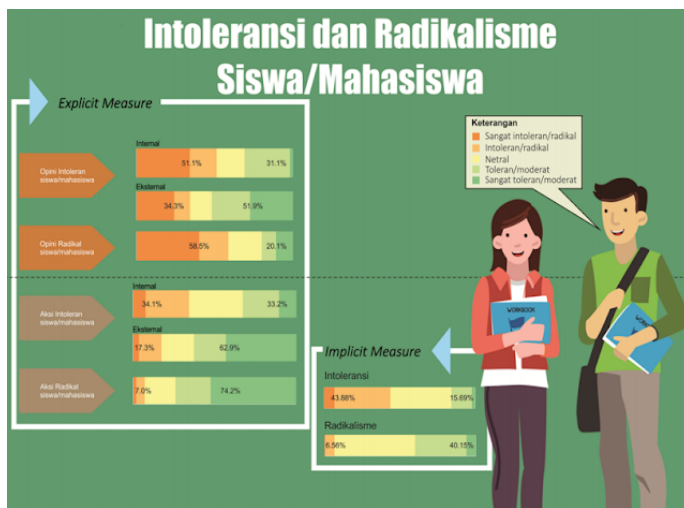 Intoleransi dan Radikalisme
Siswa/Mahasiswa
Explicit Measure
Opini Intoleran
siswa/mahasiswa
Internal
51.1% 31.1%
Eksternal
34.3% 51.9%
Opini Radikal
siswa/mahasiswa
58.5% 20.1%
Aksi Intoleran
siswa/mahasiswa
Internal
34.1% 33.2%
Eksternal
17.3% 62.9%
Aksi Radikal
siswa/mahasiswa
7.0% 74.2%
Implicit Measure
Intoleransi
43.88% 15.69%
Radikalisme
6.56% 40.15%
Keterangan
Sangat intoleran/radikal
Intoleran/radikal
Netral
Toleran/moderat
Sangat toleran/moderat
WORKBOOK
WORKBOOK